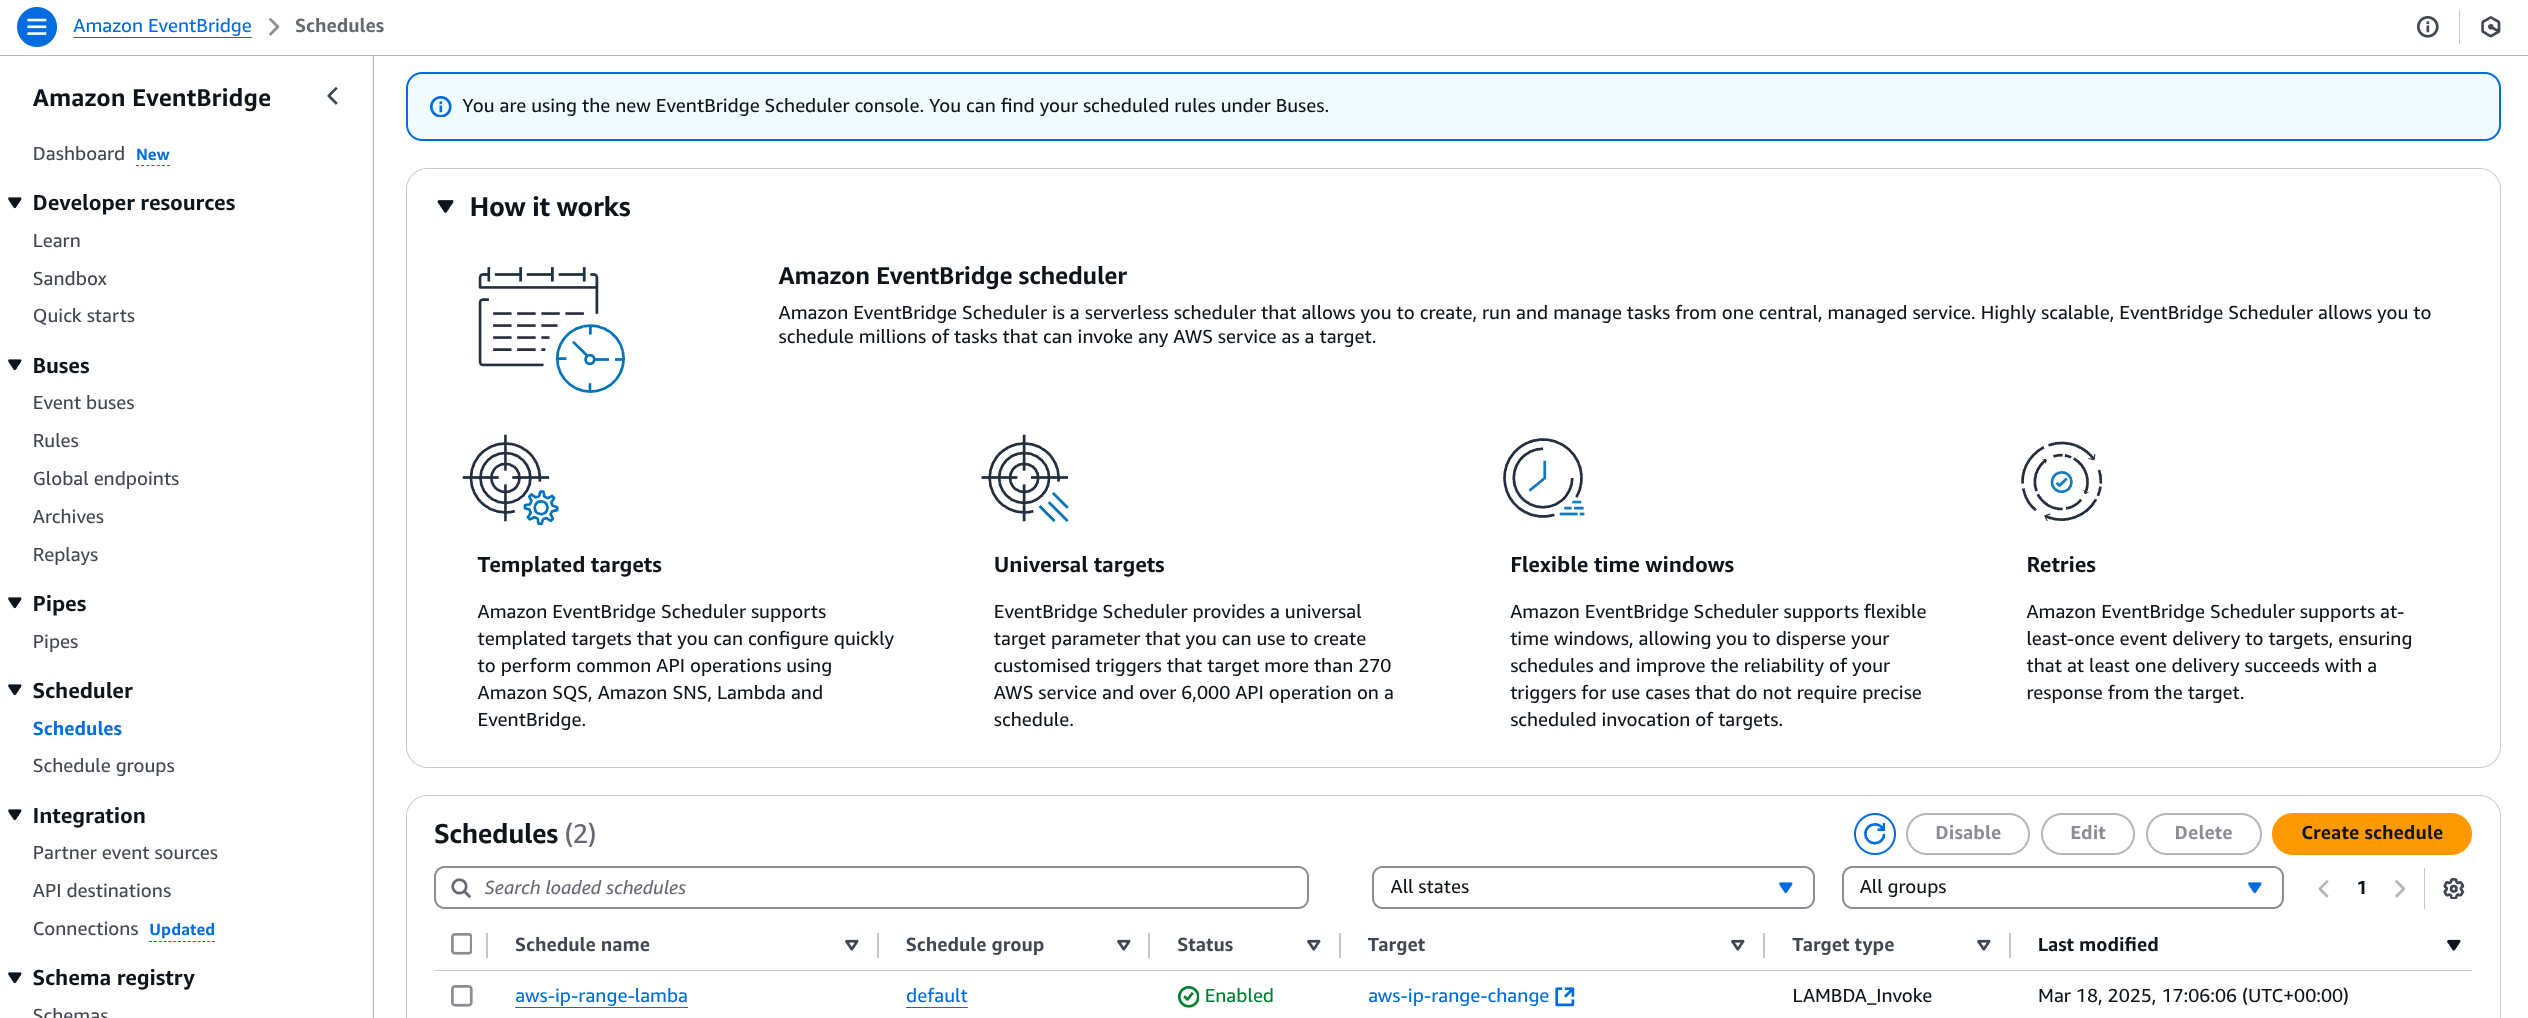 Amazon EventBridge > Schedules
Amazon EventBridge
Dashboard New
Developer resources
Learn
Sandbox
Quick starts
Buses
Event buses
Rules
Global endpoints
Archives
Replays
Pipes
Pipes
Scheduler
Schedules
Schedule groups
Integration
Partner event sources
API destinations
Connections Updated
Schema registry
Schemas
You are using the new EventBridge Scheduler console. You can find your scheduled rules under Buses.
How it works
Amazon EventBridge scheduler
Amazon EventBridge Scheduler is a serverless scheduler that allows you to create, run and manage tasks from one central, managed service. Highly scalable, EventBridge Scheduler allows you to
schedule millions of tasks that can invoke any AWS service as a target.
Templated targets
Amazon EventBridge Scheduler supports
templated targets that you can configure quickly
to perform common API operations using
Amazon SQS, Amazon SNS, Lambda and
EventBridge.
Universal targets
EventBridge Scheduler provides a universal
target parameter that you can use to create
customised triggers that target more than 270
AWS service and over 6,000 API operation on a
schedule.
Flexible time windows
Amazon EventBridge Scheduler supports flexible
time windows, allowing you to disperse your
schedules and improve the reliability of your
triggers for use cases that do not require precise
scheduled invocation of targets.
Retries
Amazon EventBridge Scheduler supports at-
least-once event delivery to targets, ensuring
that at least one delivery succeeds with a
response from the target.
Schedules (2)
Disable Edit Delete Create schedule
Search loaded schedules All states All groups 1
Schedule name Schedule group Status Target Target type Last modified
aws-ip-range-lamba default Enabled aws-ip-range-change LAMBDA_Invoke Mar 18, 2025, 17:06:06 (UTC+00:00)